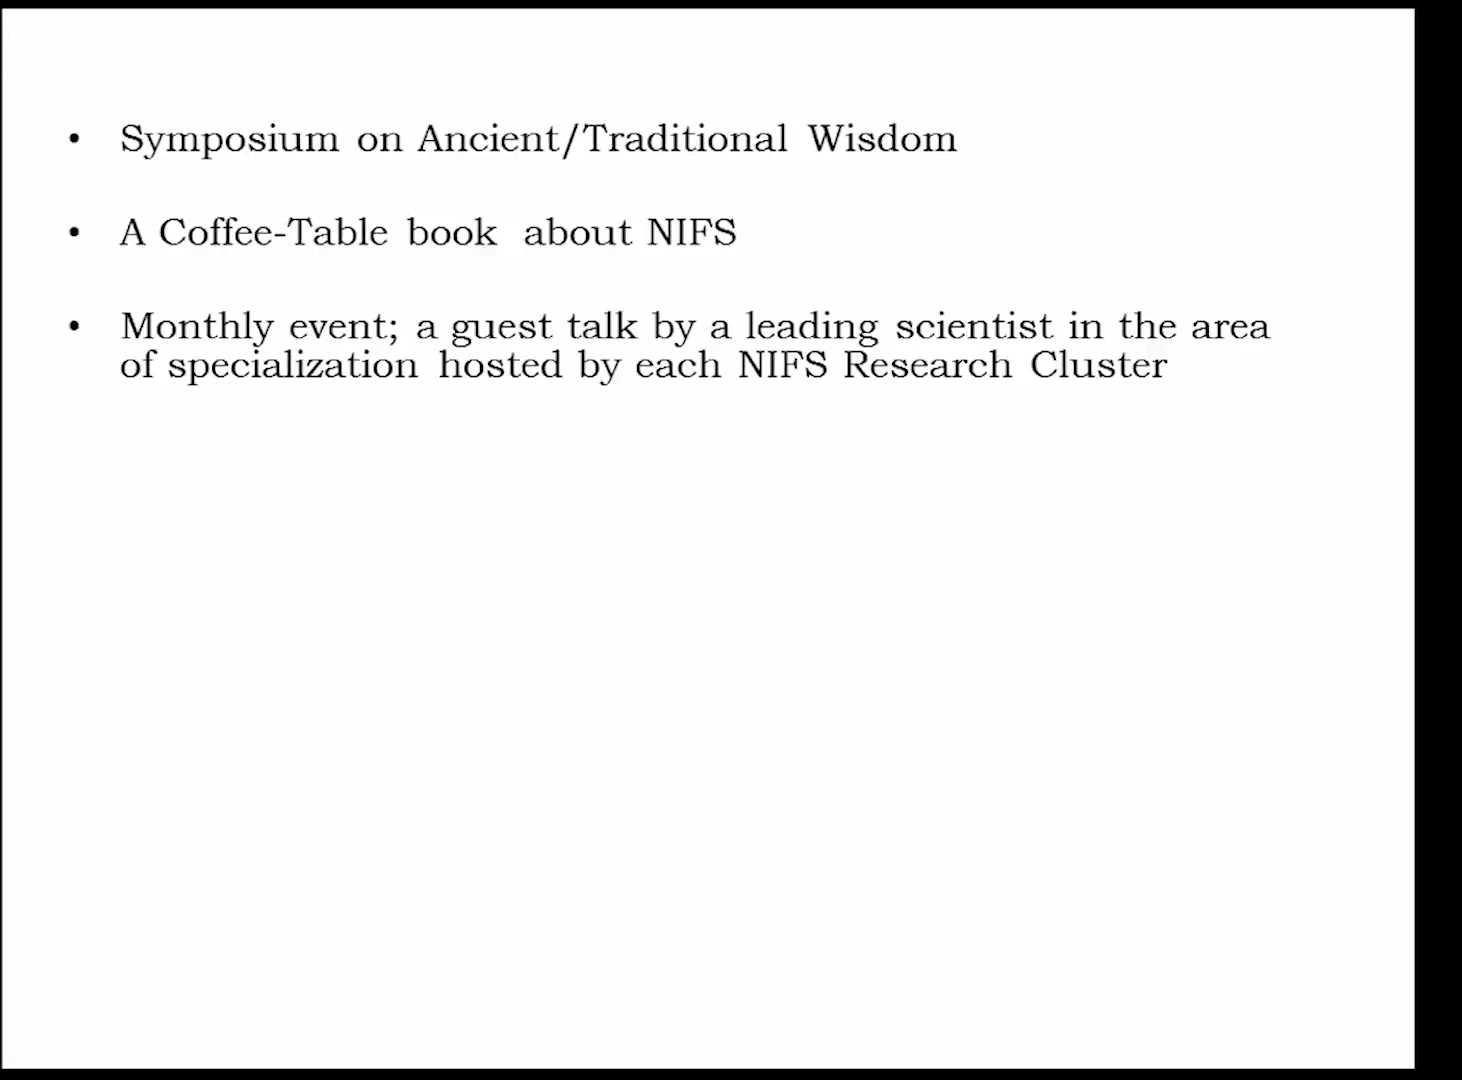 • Symposium on Ancient/Traditional Wisdom
• A Coffee-Table book about NIFS
• Monthly event; a guest talk by a leading scientist in the area
of specialization hosted by each NIFS Research Cluster